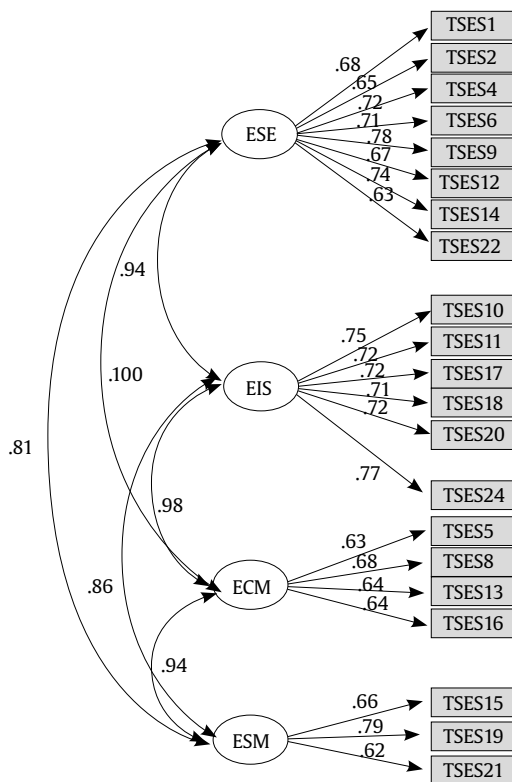 TSES1
.68
TSES2
.65
TSES4
.72
TSES6
.71
ESE
TSES9
.78
.67
TSES12
.74
TSES14
.63
TSES22
.94
TSES10
.75
TSES11
.72
.100
TSES17
.72
EIS
TSES18
.71
.72
TSES20
.81
.77
TSES24
.98
TSES5
.63
TSES8
.68
.86
ECM
TSES13
.64
.64
TSES16
.94
TSES15
.66
TSES19
.79
ESM
.62
TSES21